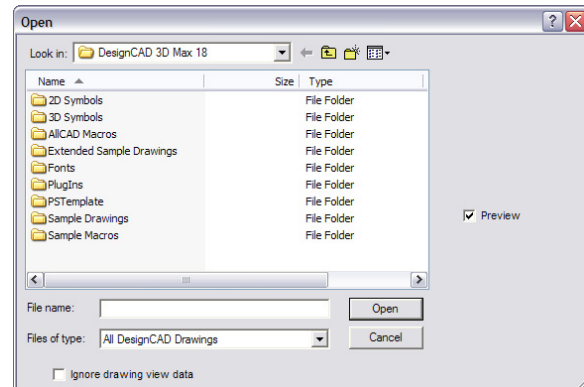 Open
Look in: DesignCAD 3D Max 18
Name Size Type
2D Symbols File Folder
3D Symbols File Folder
AllCAD Macros File Folder
Extended Sample Drawings File Folder
Fonts File Folder
PlugIns File Folder
PSTemplate File Folder
Sample Drawings File Folder
Sample Macros File Folder
Preview
File name: Open
Files of type: All DesignCAD Drawings Cancel
Ignore drawing view data